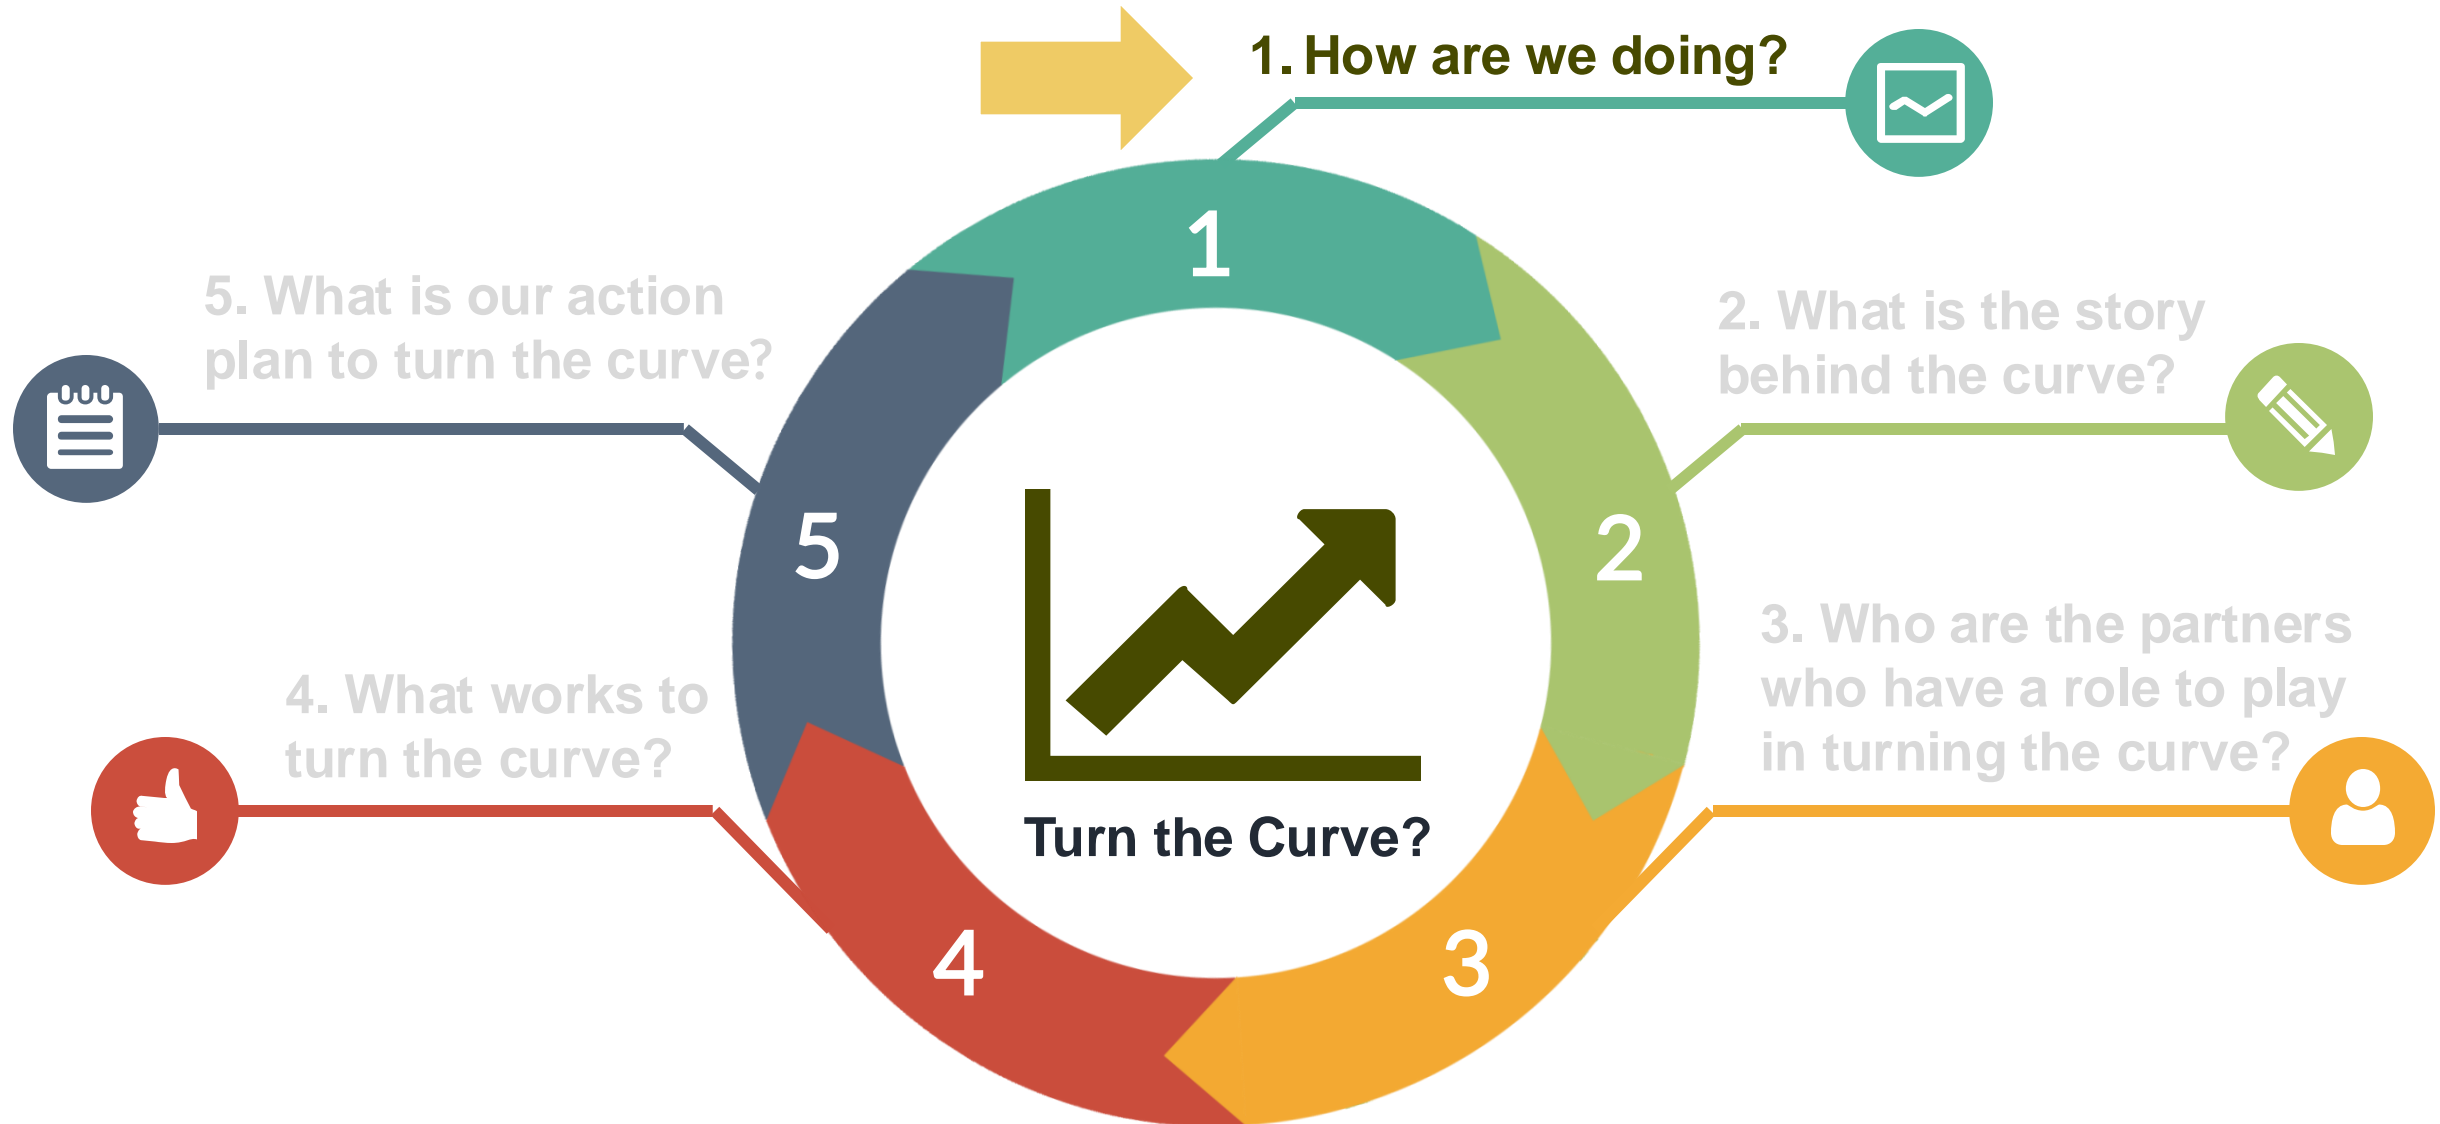 1. How are we doing?
1
5. What is our action
plan to turn the curve?
2. What is the story
behind the curve?
5
2
3. Who are the partners
who have a role to play
in turning the curve?
4. What works to
turn the curve?
Turn the Curve?
4
3